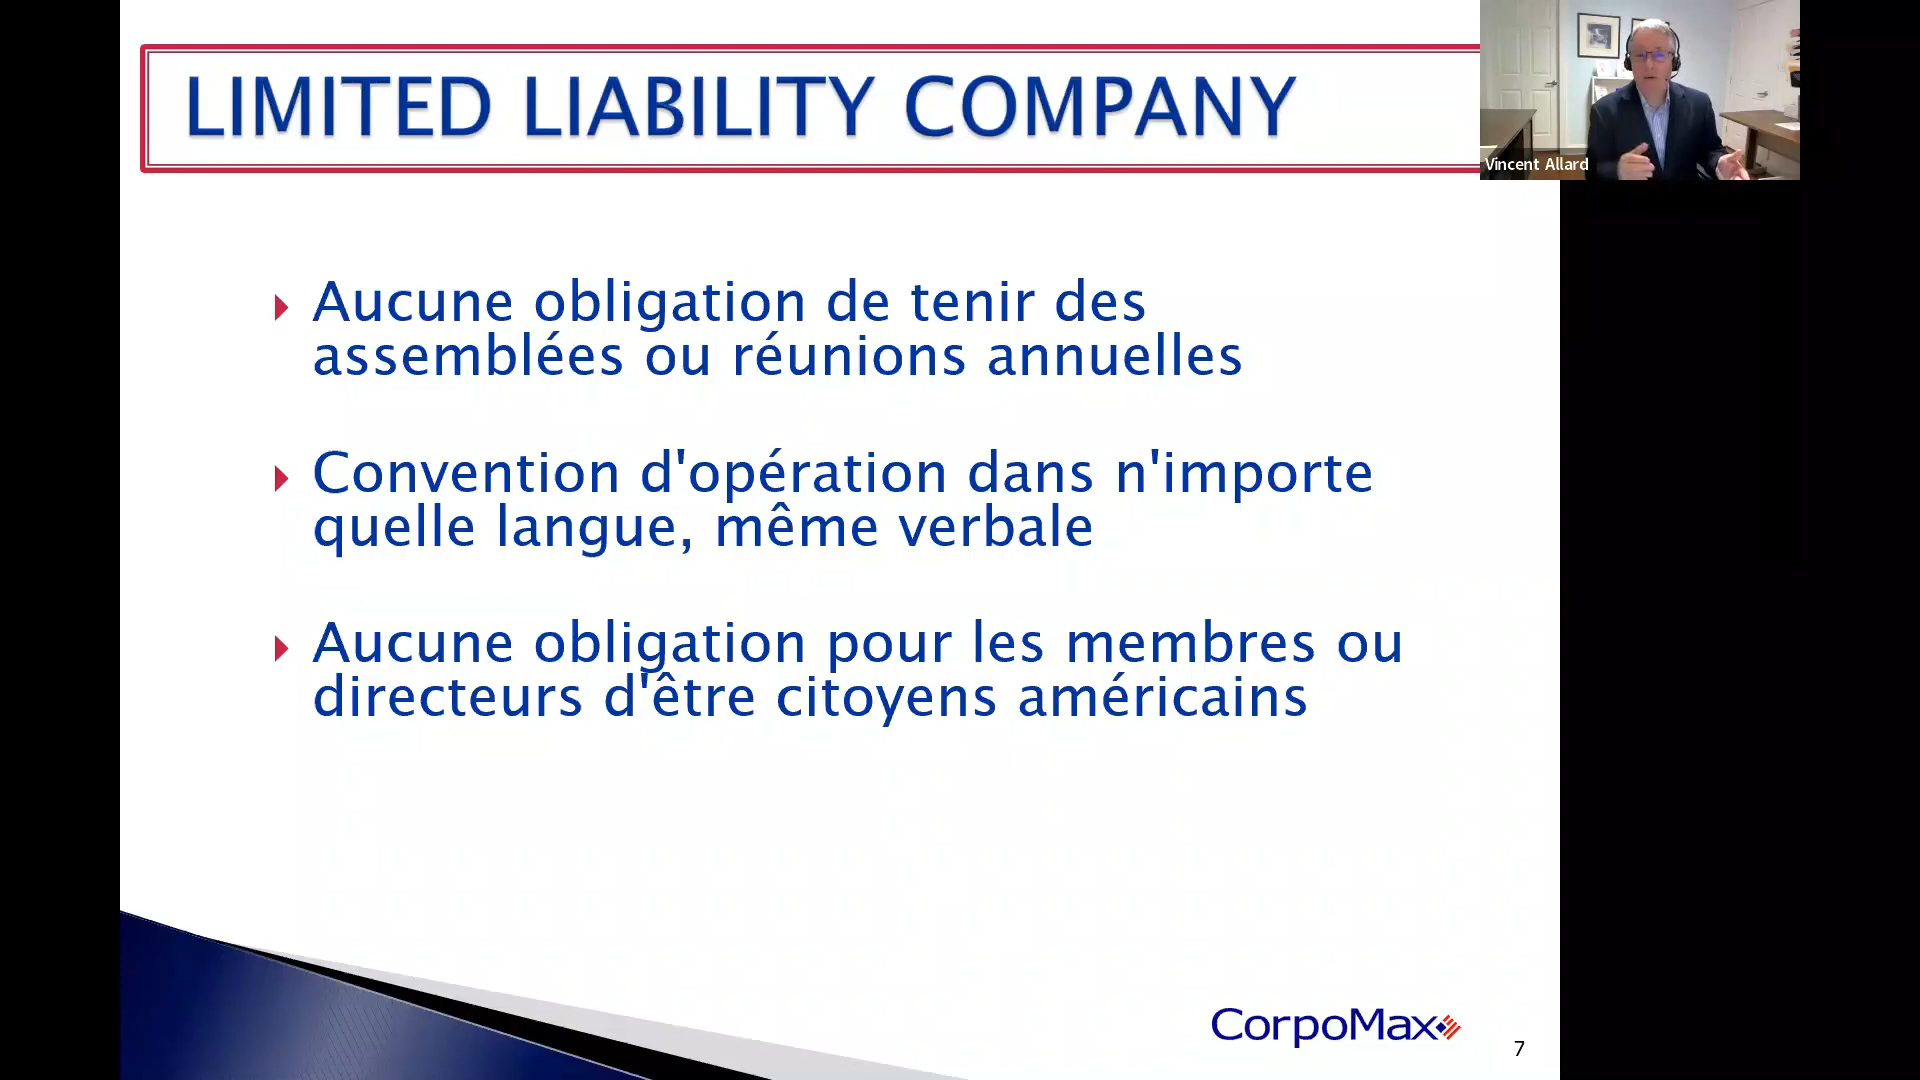 LIMITED LIABILITY COMPANY
Vincent Allard
Aucune obligation de tenir des
assemblées ou réunions annuelles
Convention d'opération dans n'importe
quelle langue, même verbale
Aucune obligation pour les membres ou
directeurs d'être citoyens américains
CorpoMax
7